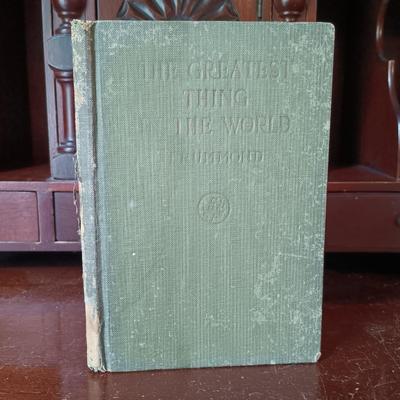 THE GREATEST
THING
IN THE WORLD
DRUMMOND